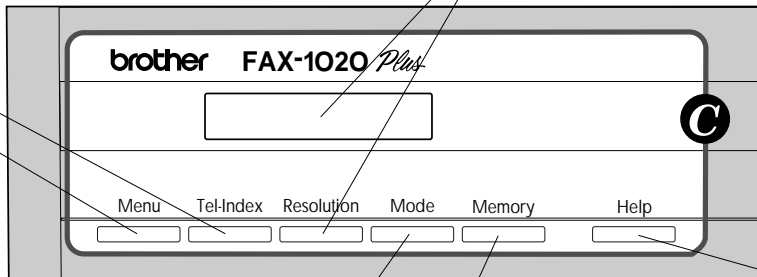 brother FAX-1020 Plus
C
Menu Tel-Index Resolution Mode Memory Help